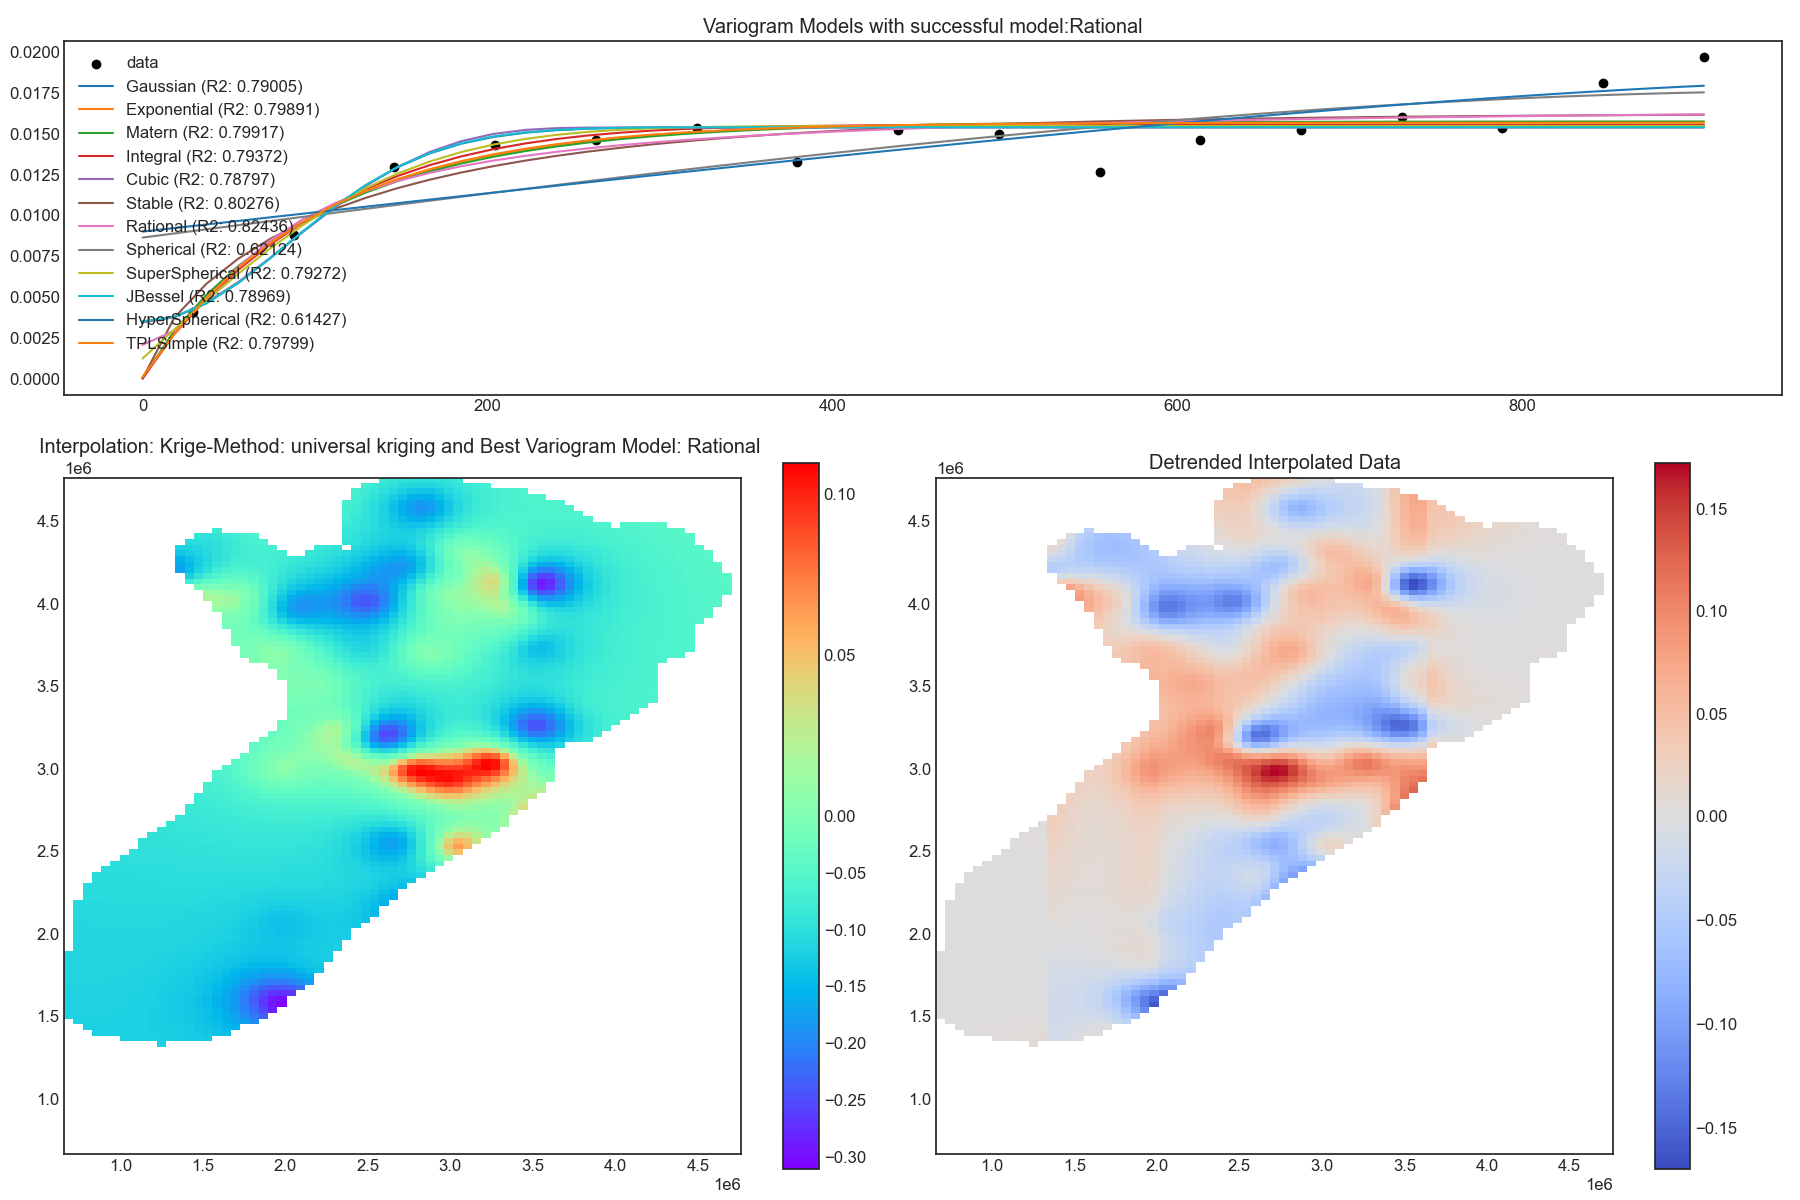 Variogram Models with successful model:Rational
0.0200
0.0175
0.0150
0.0125
0.0100
0.0075
0.0050
0.0025
0.0000
data
Gaussian (R2: 0.79005)
Exponential (R2: 0.79891)
Matern (R2: 0.79917)
Integral (R2: 0.79372)
Cubic (R2: 0.78797)
Stable (R2: 0.80276)
Rational (R2: 0.82436)
Spherical (R2: 0.62124)
SuperSpherical (R2: 0.79272)
JBessel (R2: 0.78969)
HyperSpherical (R2: 0.61427)
TPLSimple (R2: 0.79799)
0 200 400 600 800
Interpolation: Krige-Method: universal kriging and Best Variogram Model: Rational
1e6
4.5
4.0
3.5
3.0
2.5
2.0
1.5
1.0
1.0 1.5 2.0 2.5 3.0 3.5 4.0 4.5
1e6
0.10
0.05
0.00
−0.05
−0.10
−0.15
−0.20
−0.25
−0.30
Detrended Interpolated Data
1e6
4.5
4.0
3.5
3.0
2.5
2.0
1.5
1.0
1.0 1.5 2.0 2.5 3.0 3.5 4.0 4.5
1e6
0.15
0.10
0.05
0.00
−0.05
−0.10
−0.15